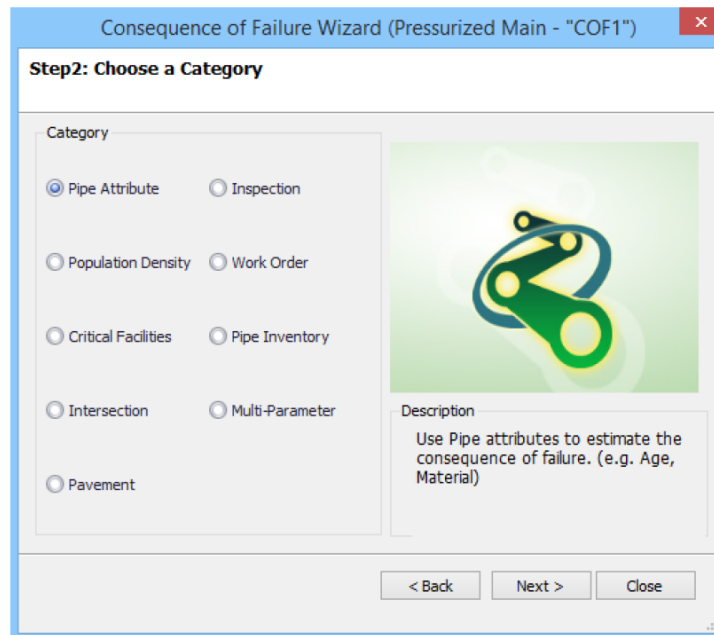 Consequence of Failure Wizard (Pressurized Main - "COF1")
Step2: Choose a Category
Category
Pipe Attribute
Inspection
Population Density
Work Order
Critical Facilities
Pipe Inventory
Intersection
Multi-Parameter
Pavement
Description
Use Pipe attributes to estimate the
consequence of failure. (e.g. Age,
Material)
< Back
Next >
Close